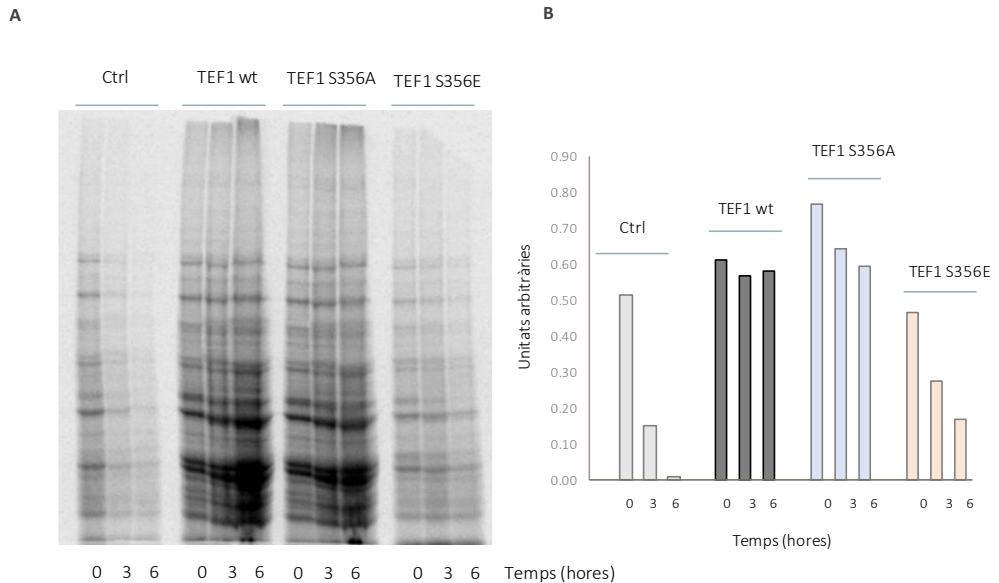 A
Ctrl TEF1 wt TEF1 S356A TEF1 S356E
0 3 6 0 3 6 0 3 6 0 3 6 Temps (hores)
B
Unitats arbitràries
0.90
0.80
0.70
0.60
0.50
0.40
0.30
0.20
0.10
0.00
Ctrl
TEF1 wt
TEF1 S356A
TEF1 S356E
0 3 6 0 3 6 0 3 6 0 3 6
Temps (hores)